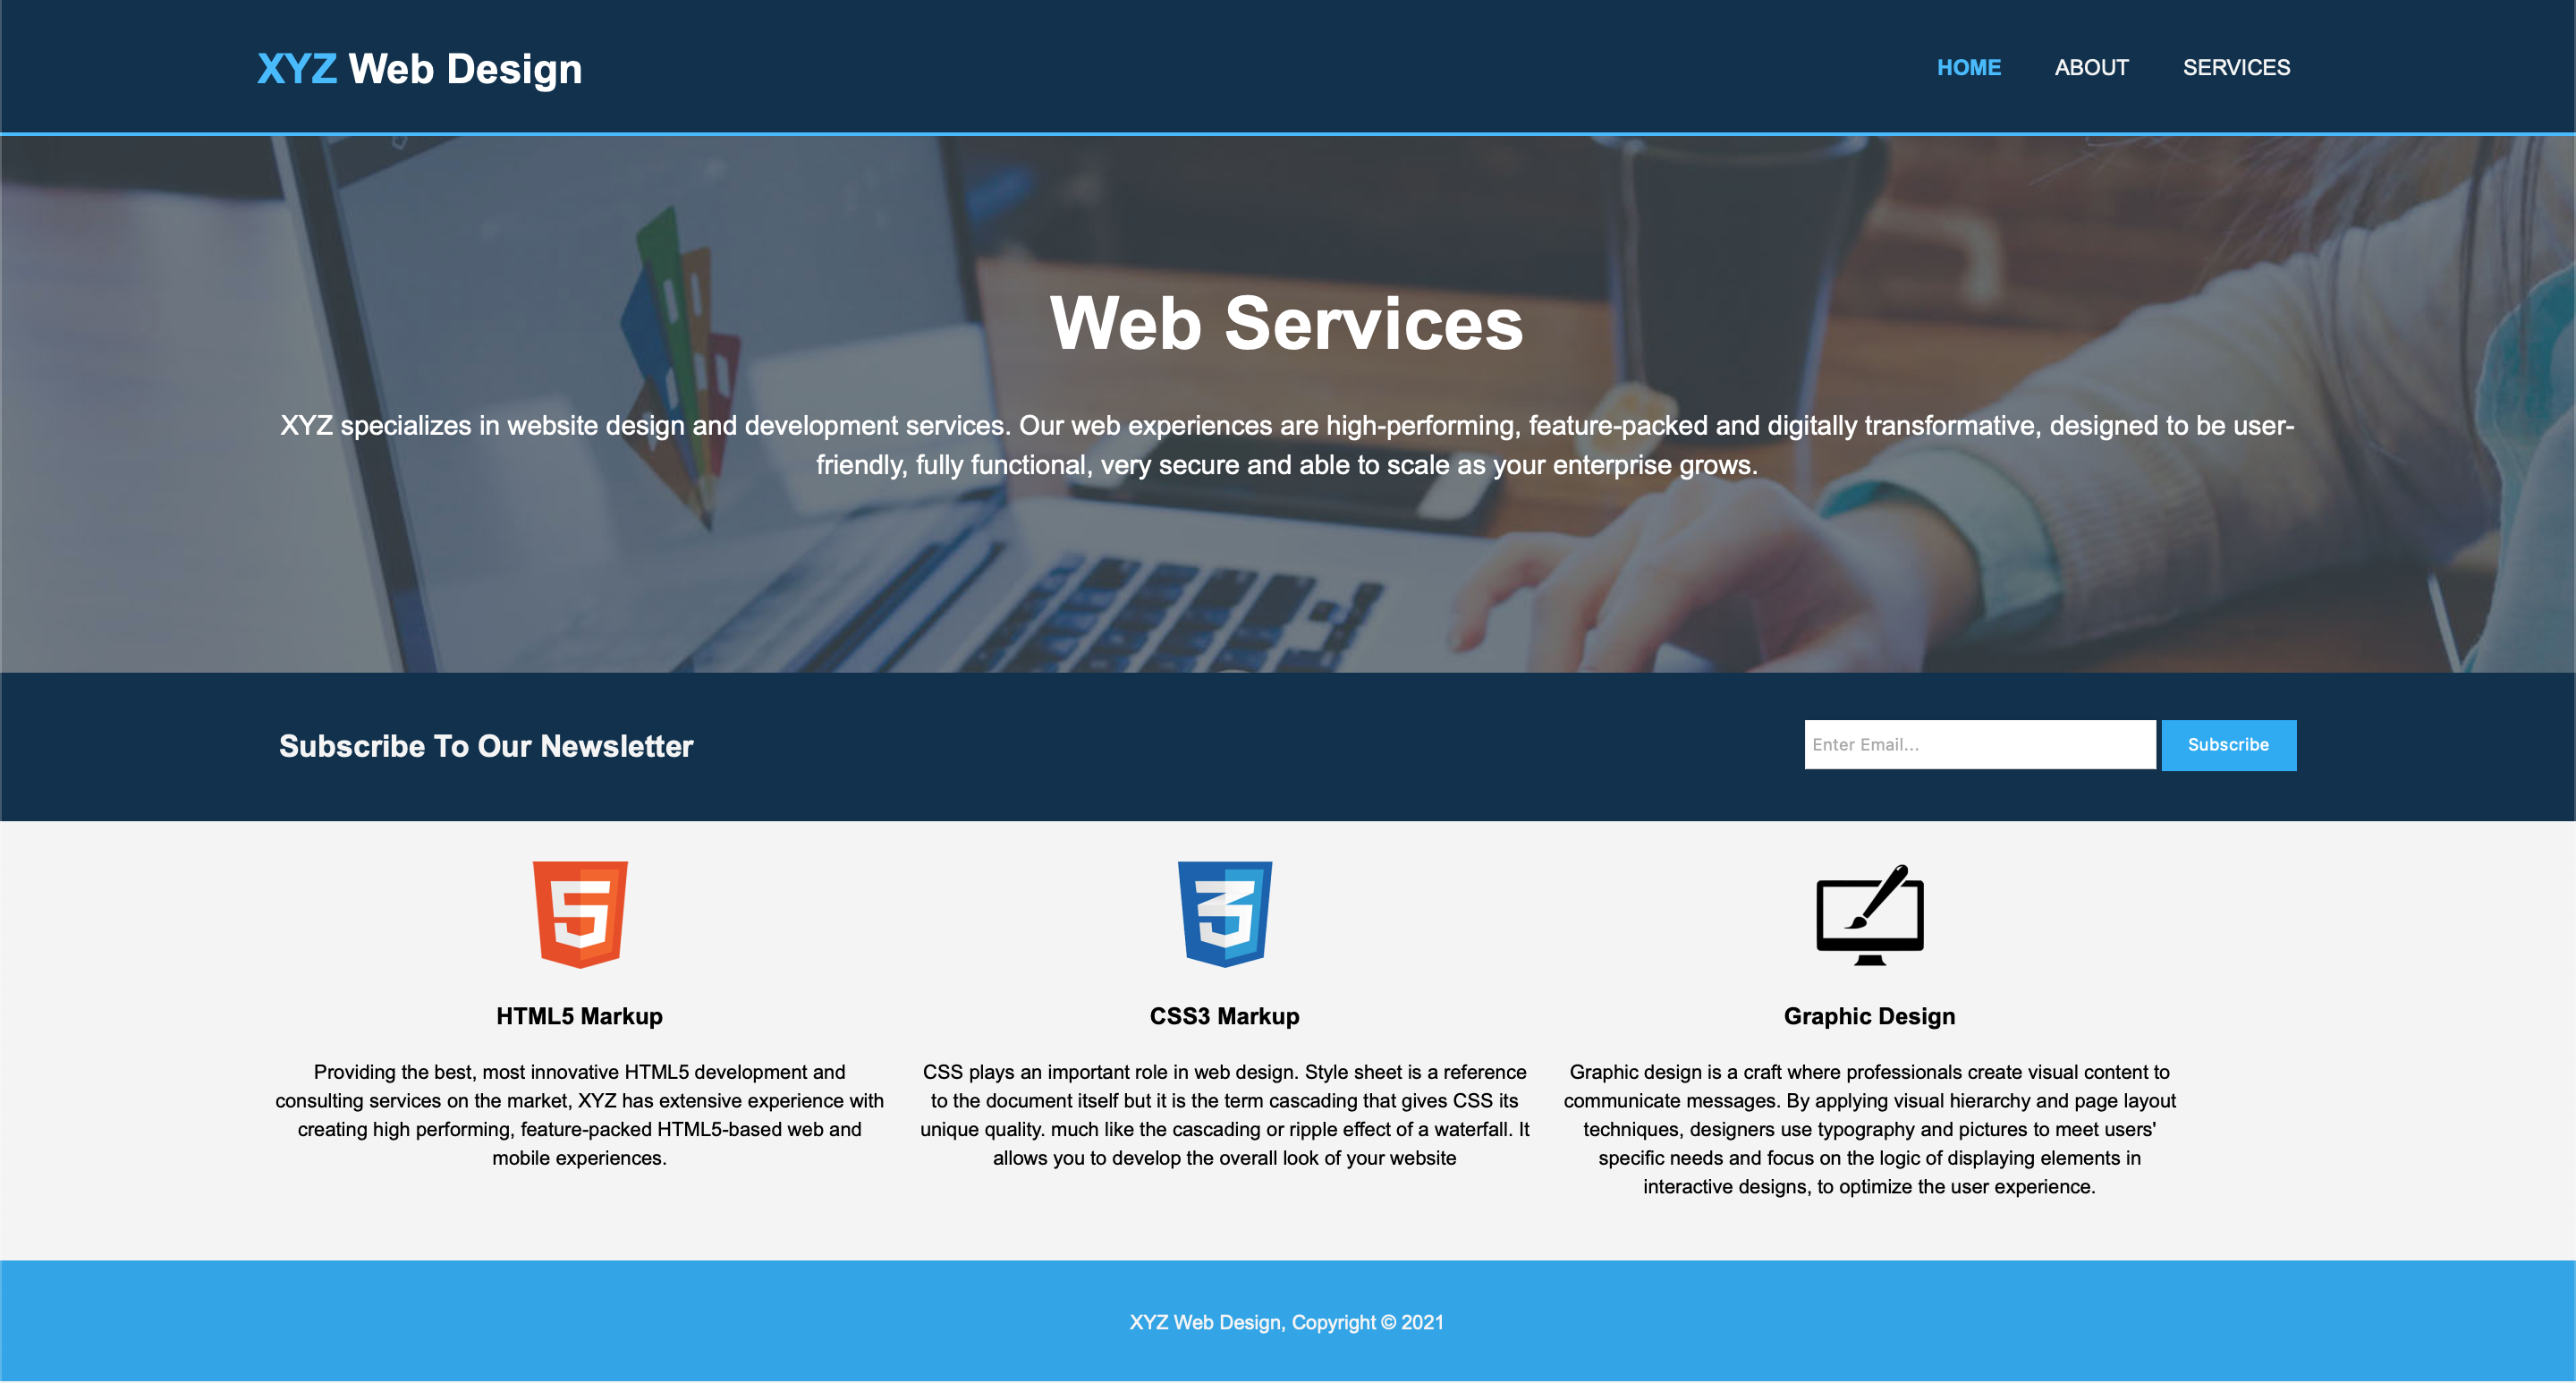 XYZ Web Design
HOME ABOUT SERVICES
Web Services
XYZ specializes in website design and development services. Our web experiences are high-performing, feature-packed and digitally transformative, designed to be user-
friendly, fully functional, very secure and able to scale as your enterprise grows.
Subscribe To Our Newsletter
Enter Email...
Subscribe
HTML5 Markup
Providing the best, most innovative HTML5 development and
consulting services on the market, XYZ has extensive experience with
creating high performing, feature-packed HTML5-based web and
mobile experiences.
CSS3 Markup
CSS plays an important role in web design. Style sheet is a reference
to the document itself but it is the term cascading that gives CSS its
unique quality. much like the cascading or ripple effect of a waterfall. It
allows you to develop the overall look of your website
Graphic Design
Graphic design is a craft where professionals create visual content to
communicate messages. By applying visual hierarchy and page layout
techniques, designers use typography and pictures to meet users'
specific needs and focus on the logic of displaying elements in
interactive designs, to optimize the user experience.
XYZ Web Design, Copyright © 2021